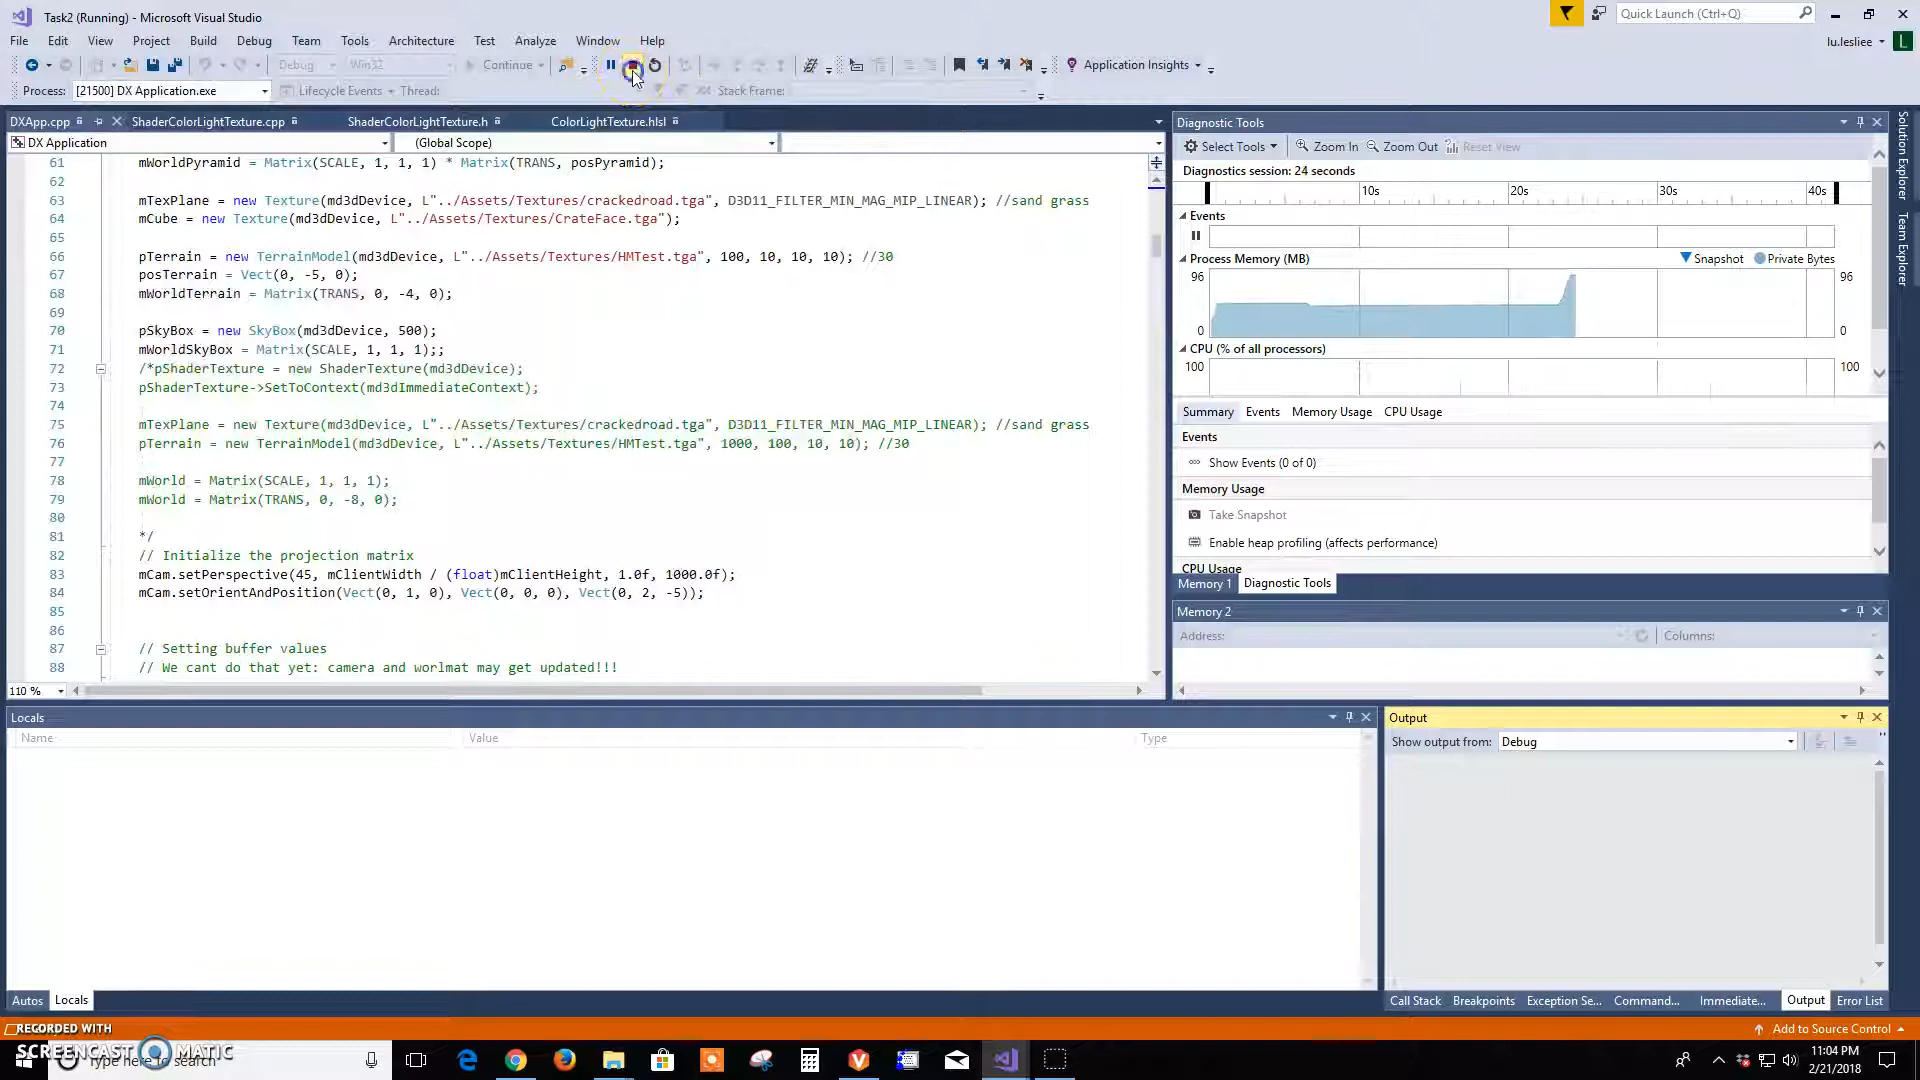 Task2 (Running) - Microsoft Visual Studio
Quick Launch (Ctrl+Q)
File Edit View Project Build Debug Team Tools Architecture Test Analyze Window Help
lu.lesliee L
Debug Win32 Continue Application Insights
Process: [21500] DX Application.exe Lifecycle Events Thread: Stack Frame:
DXApp.cpp ShaderColorLightTexture.cpp ShaderColorLightTexture.h ColorLightTexture.hlsl
DX Application (Global Scope)
61 mWorldPyramid = Matrix(SCALE, 1, 1, 1) * Matrix(TRANS, posPyramid);
62
63 mTexPlane = new Texture(md3dDevice, L"../Assets/Textures/crackedroad.tga", D3D11_FILTER_MIN_MAG_MIP_LINEAR); //sand grass
64 mCube = new Texture(md3dDevice, L"../Assets/Textures/CrateFace.tga");
65
66 pTerrain = new TerrainModel(md3dDevice, L"../Assets/Textures/HMTest.tga", 100, 10, 10, 10); //30
67 posTerrain = Vect(0, -5, 0);
68 mWorldTerrain = Matrix(TRANS, 0, -4, 0);
69
70 pSkyBox = new SkyBox(md3dDevice, 500);
71 mWorldSkyBox = Matrix(SCALE, 1, 1, 1);;
72 /*pShaderTexture = new ShaderTexture(md3dDevice);
73 pShaderTexture->SetToContext(md3dImmediateContext);
74
75 mTexPlane = new Texture(md3dDevice, L"../Assets/Textures/crackedroad.tga", D3D11_FILTER_MIN_MAG_MIP_LINEAR); //sand grass
76 pTerrain = new TerrainModel(md3dDevice, L"../Assets/Textures/HMTest.tga", 1000, 100, 10, 10); //30
77
78 mWorld = Matrix(SCALE, 1, 1, 1);
79 mWorld = Matrix(TRANS, 0, -8, 0);
80
81 */
82 // Initialize the projection matrix
83 mCam.setPerspective(45, mClientWidth / (float)mClientHeight, 1.0f, 1000.0f);
84 mCam.setOrientAndPosition(Vect(0, 1, 0), Vect(0, 0, 0), Vect(0, 2, -5));
85
86
87 // Setting buffer values
88 // We cant do that yet: camera and worlmat may get updated!!!
110 %
Diagnostic Tools
Select Tools Zoom In Zoom Out Reset View
Diagnostics session: 24 seconds
10s 20s 30s 40s
Events
Process Memory (MB) Snapshot Private Bytes
96 96
0 0
CPU (% of all processors)
100 100
Summary Events Memory Usage CPU Usage
Events
Show Events (0 of 0)
Memory Usage
Take Snapshot
Enable heap profiling (affects performance)
CPU Usage
Memory 1 Diagnostic Tools
Memory 2
Address: Columns:
Solution Explorer
Team Explorer
Locals
Name Value Type
Autos Locals
Output
Show output from: Debug
Call Stack Breakpoints Exception Se... Command... Immediate... Output Error List
Add to Source Control
RECORDED WITH
SCREENCAST MATIC
Type here to search
11:04 PM
2/21/2018